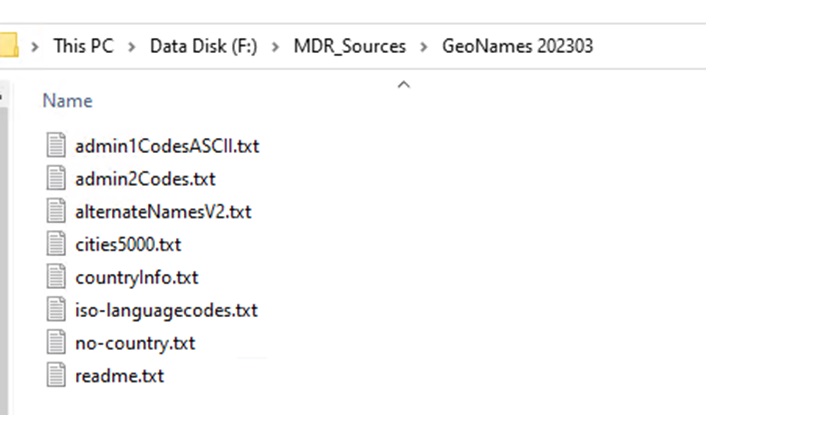 This PC > Data Disk (F:) > MDR_Sources > GeoNames 202303
Name
admin1CodesASCII.txt
admin2Codes.txt
alternateNamesV2.txt
cities5000.txt
countryInfo.txt
iso-languagecodes.txt
no-country.txt
readme.txt